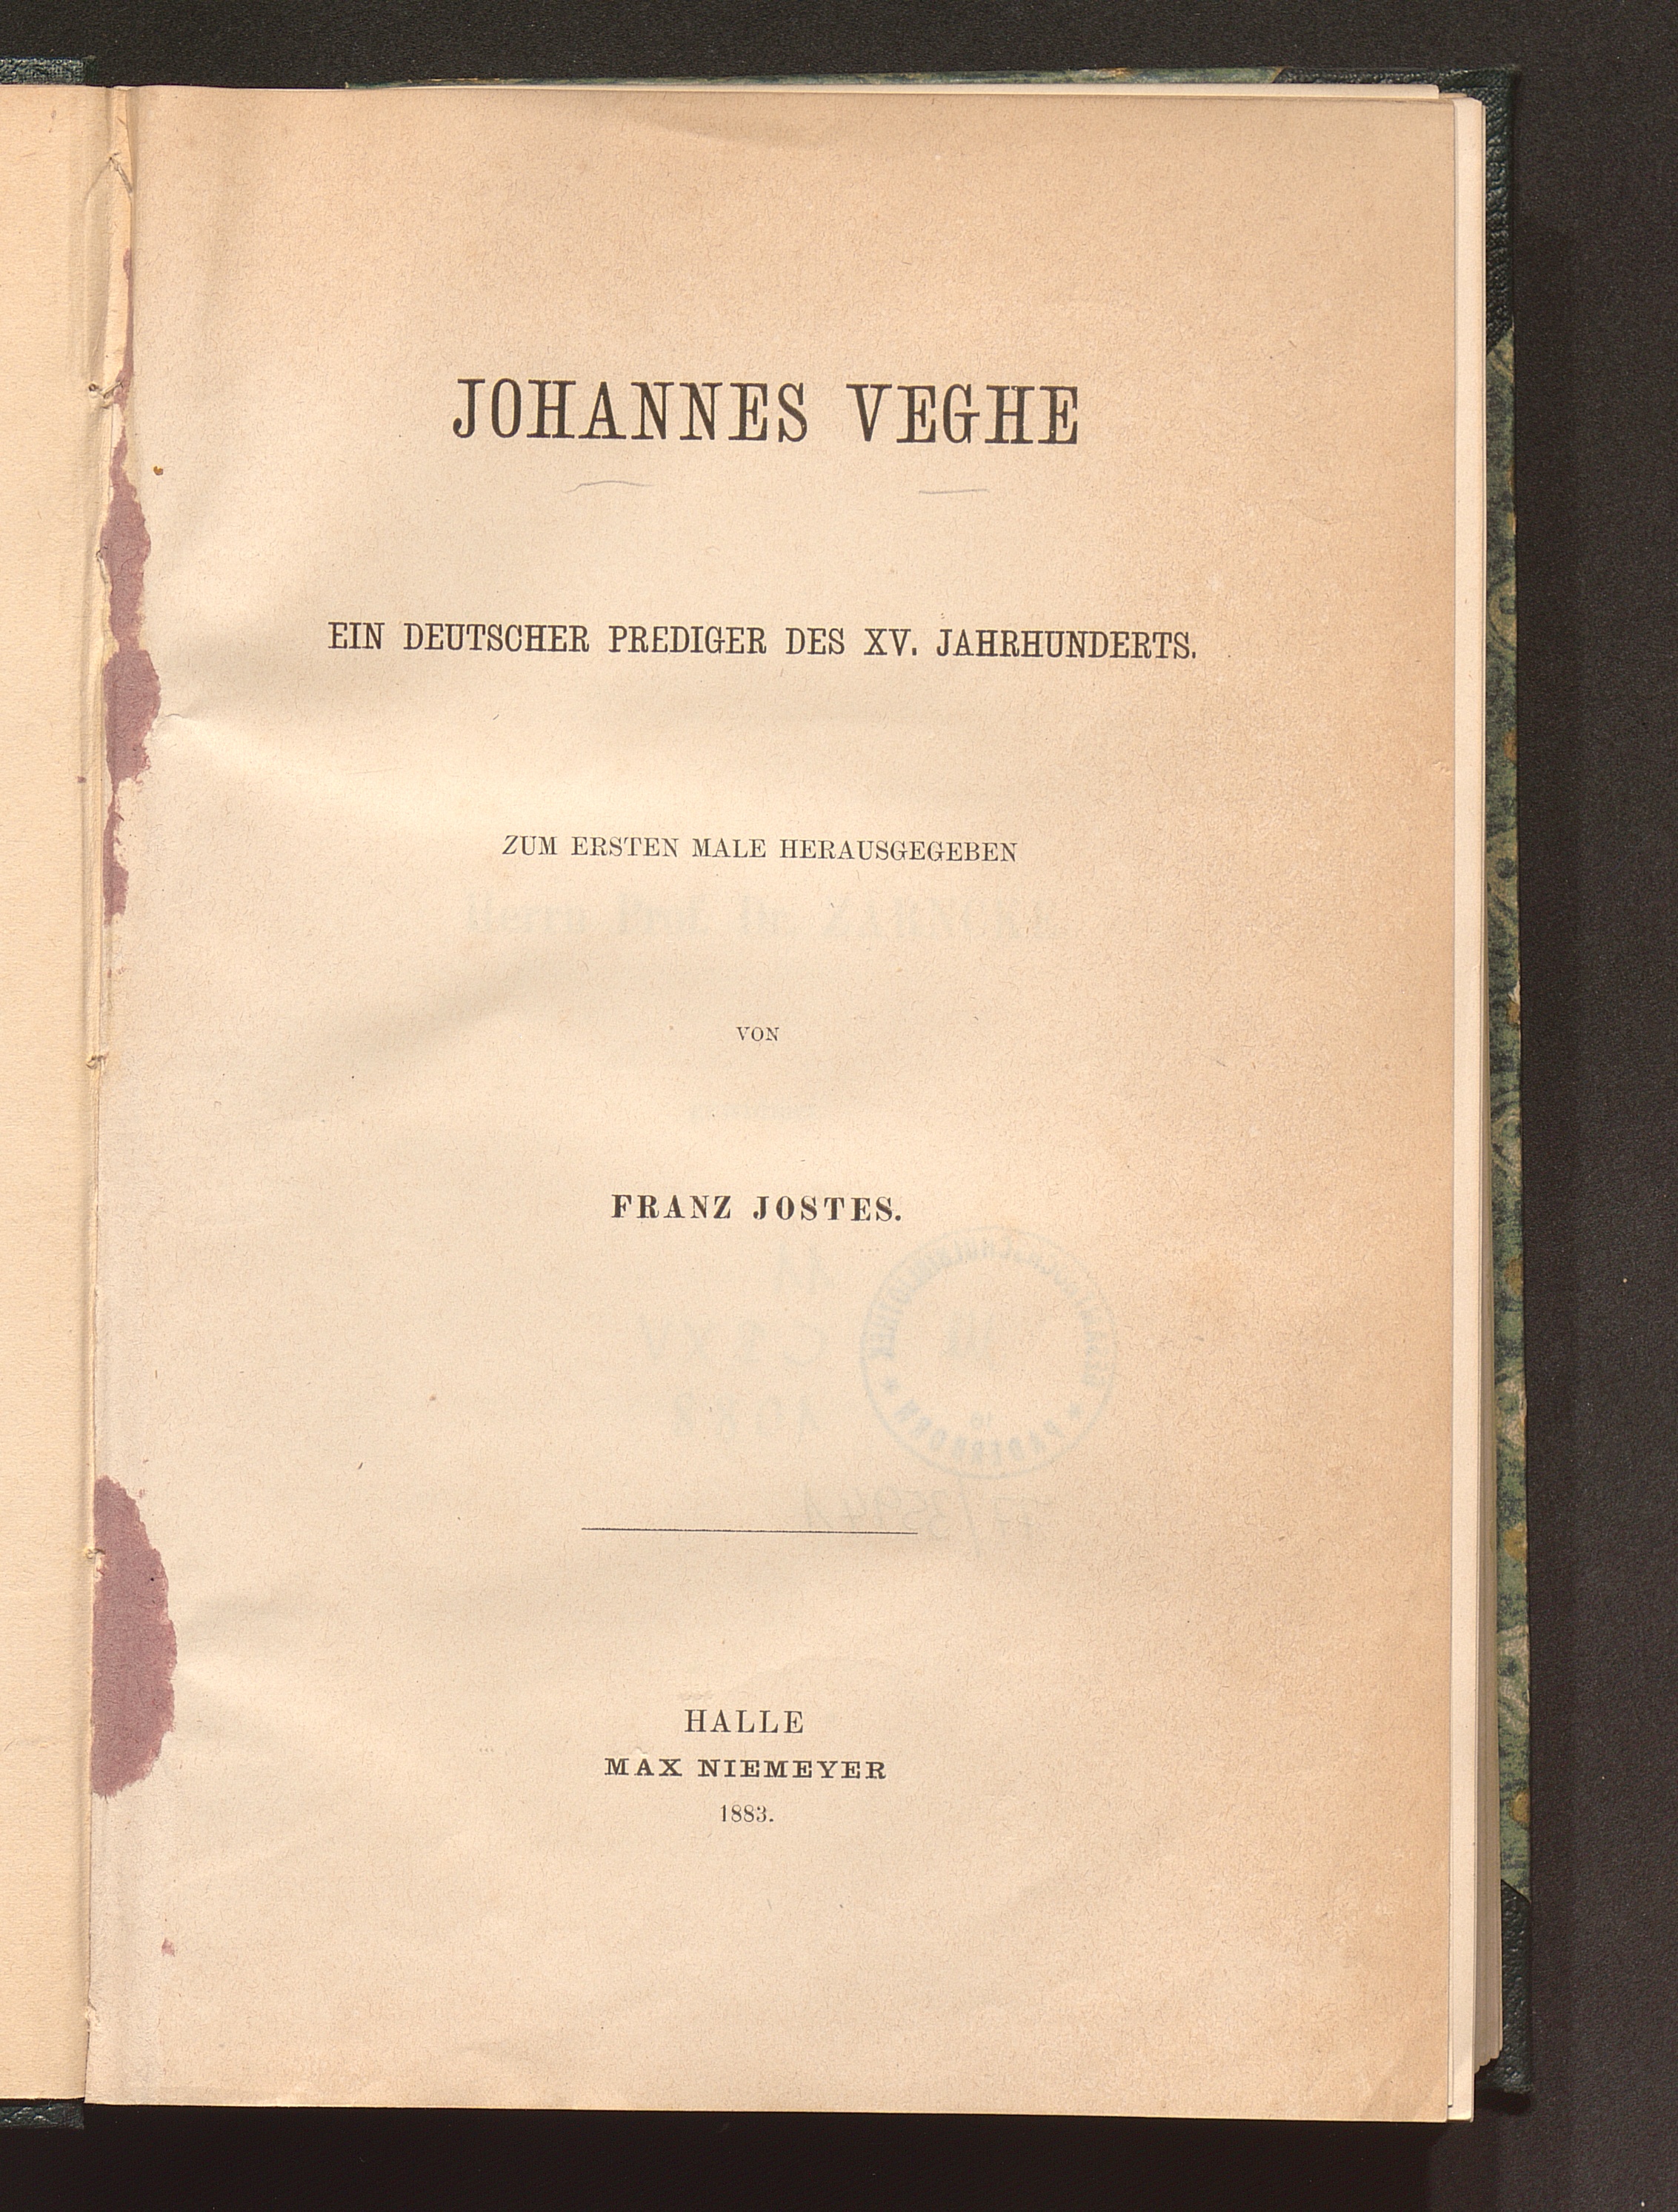 JOHANNES VEGHE
EIN DEUTSCHER PREDIGER DES XV. JAHRHUNDERTS.
ZUM ERSTEN MALE HERAUSGEGEBEN
VON
FRANZ JOSTES.
HALLE
MAX NIEMEYER
1883.